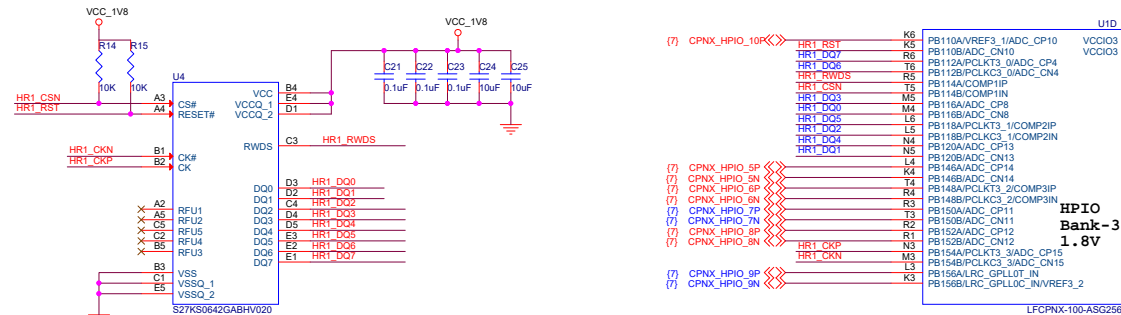 VCC_1V8
R14 R15
10K 10K
U4
HR1_CSN A3 CS#
HR1_RST A4 RESET#
HR1_CKN B1 CK#
HR1_CKP B2 CK
A2 RFU1
A5 RFU2
C5 RFU5
C2 RFU4
B5 RFU3
B3 VSS
C1 VSSQ_1
E5 VSSQ_2
VCC B4
VCCQ_1 E4
VCCQ_2 D1
RWDS C3 HR1_RWDS
DQ0 D3 HR1_DQ0
DQ1 D2 HR1_DQ1
DQ2 C4 HR1_DQ2
DQ3 D4 HR1_DQ3
DQ4 D5 HR1_DQ4
DQ5 E3 HR1_DQ5
DQ6 E2 HR1_DQ6
DQ7 E1 HR1_DQ7
S27KS0642GABHV020
VCC_1V8
C21 C22 C23 C24 C25
0.1uF 0.1uF 0.1uF 10uF 10uF
U1D
{7} CPNX_HPIO_10P K6 PB110A/VREF3_1/ADC_CP10 VCCIO3
HR1_RST K5 PB110B/ADC_CN10 VCCIO3
HR1_DQ7 R6 PB112A/PCLKT3_0/ADC_CP4
HR1_DQ6 T6 PB112B/PCLKC3_0/ADC_CN4
HR1_RWDS R5 PB114A/COMP1IP
HR1_CSN T5 PB114B/COMP1IN
HR1_DQ3 M5 PB116A/ADC_CP8
HR1_DQ0 M4 PB116B/ADC_CN8
HR1_DQ5 L6 PB118A/PCLKT3_1/COMP2IP
HR1_DQ2 L5 PB118B/PCLKC3_1/COMP2IN
HR1_DQ4 N4 PB120A/ADC_CP13
HR1_DQ1 N5 PB120B/ADC_CN13
{7} CPNX_HPIO_5P L4 PB146A/ADC_CP14
{7} CPNX_HPIO_5N K4 PB146B/ADC_CN14
{7} CPNX_HPIO_6P T4 PB148A/PCLKT3_2/COMP3IP
{7} CPNX_HPIO_6N R4 PB148B/PCLKC3_2/COMP3IN
{7} CPNX_HPIO_7P R3 PB150A/ADC_CP11
{7} CPNX_HPIO_7N T3 PB150B/ADC_CN11
{7} CPNX_HPIO_8P R2 PB152A/ADC_CP12
{7} CPNX_HPIO_8N R1 PB152B/ADC_CN12
HR1_CKP N3 PB154A/PCLKT3_3/ADC_CP15
HR1_CKN M3 PB154B/PCLKC3_3/ADC_CN15
{7} CPNX_HPIO_9P L3 PB156A/LRC_GPLL0T_IN
{7} CPNX_HPIO_9N K3 PB156B/LRC_GPLL0C_IN/VREF3_2
HPIO
Bank-3
1.8V
LFCPNX-100-ASG256